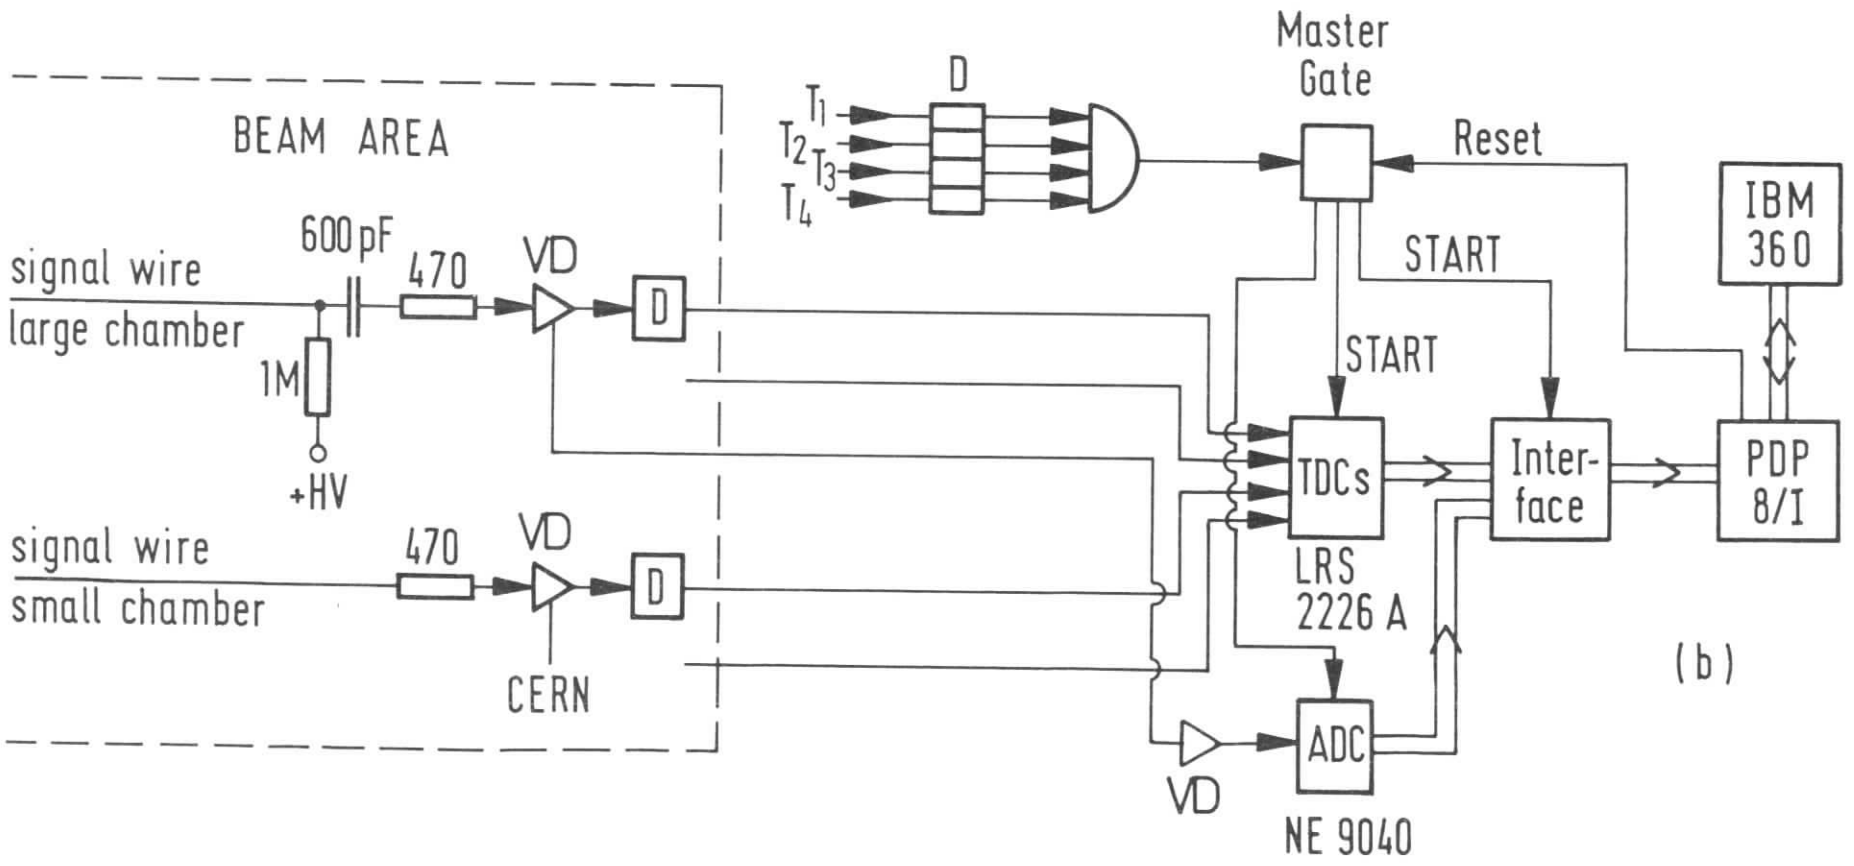 Master
Gate
D
T1
T2
T3
T4
Reset
BEAM AREA
IBM
360
600pF
470
VD
START
signal wire
large chamber
D
1M
START
+HV
TDCs
Inter-
face
PDP
8/I
signal wire
small chamber
470
VD
D
LRS
2226 A
CERN
(b)
ADC
VD
NE 9040